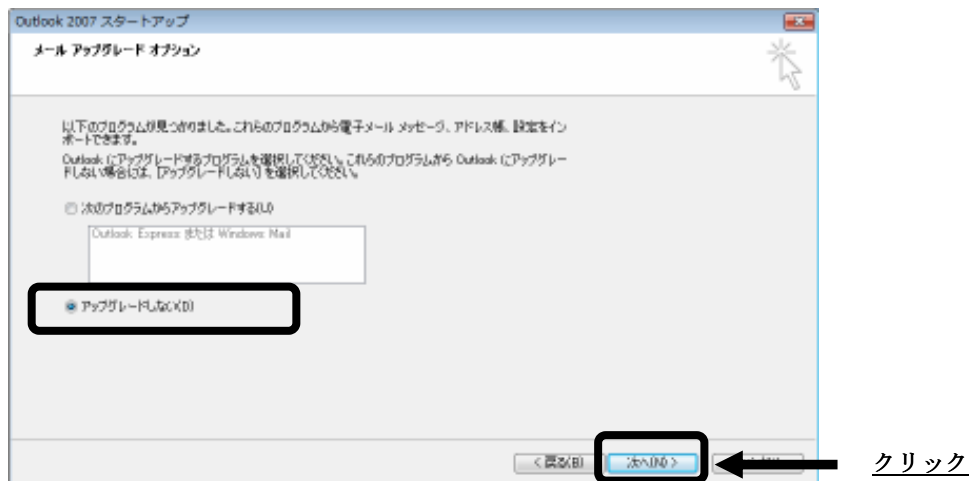 Outlook 2007 スタートアップ
メール アップグレード オプション
以下のプログラムが見つかりました。これらのプログラムから電子メール メッセージ、アドレス帳、設定をイン
ポートできます。
Outlook にアップグレードするプログラムを選択してください。これらのプログラムから Outlook にアップグレー
ドしない場合には、[アップグレードしない] を選択してください。
次のプログラムからアップグレードする(U)
Outlook Express または Windows Mail
アップグレードしない(D)
< 戻る(B)
次へ(N) >
クリック